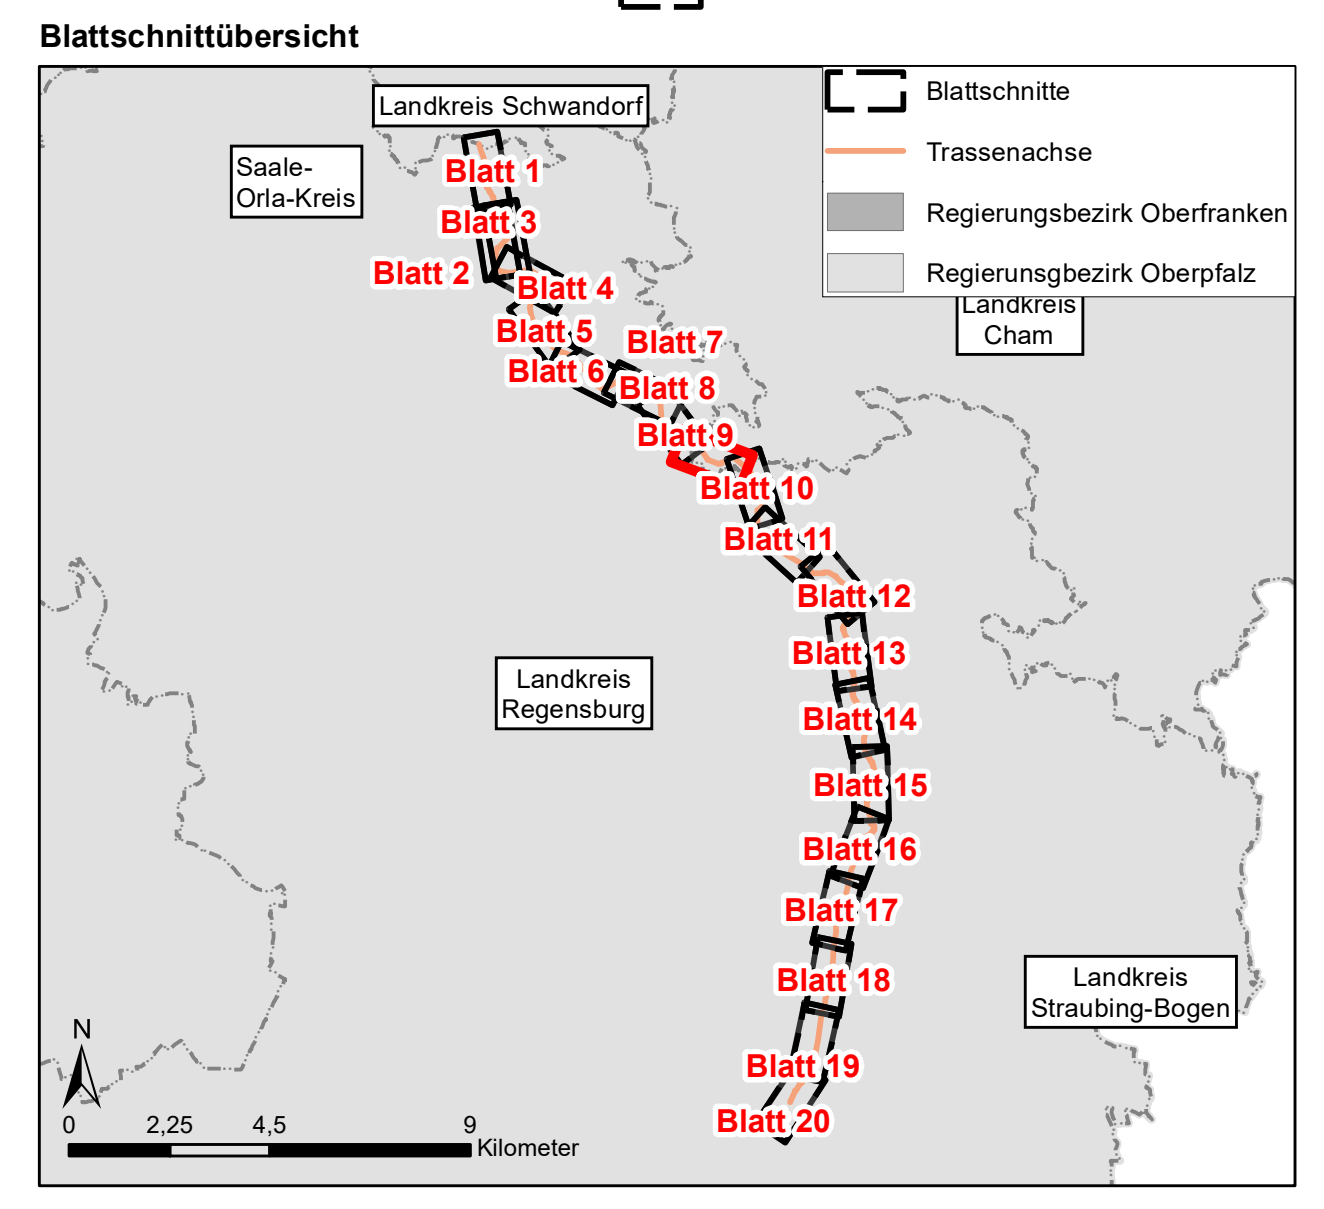 Blattschnittübersicht
Landkreis Schwandorf
Saale-
Orla-Kreis
Blattschnitte
Trassenachse
Regierungsbezirk Oberfranken
Regierunsgbezirk Oberpfalz
Landkreis
Cham
Blatt 1
Blatt 3
Blatt 2
Blatt 4
Blatt 5
Blatt 7
Blatt 6
Blatt 8
Blatt 9
Blatt 10
Blatt 11
Blatt 12
Blatt 13
Landkreis
Regensburg
Blatt 14
Blatt 15
Blatt 16
Blatt 17
Blatt 18
Landkreis
Straubing-Bogen
Blatt 19
Blatt 20
N
0 2,25 4,5 9
Kilometer